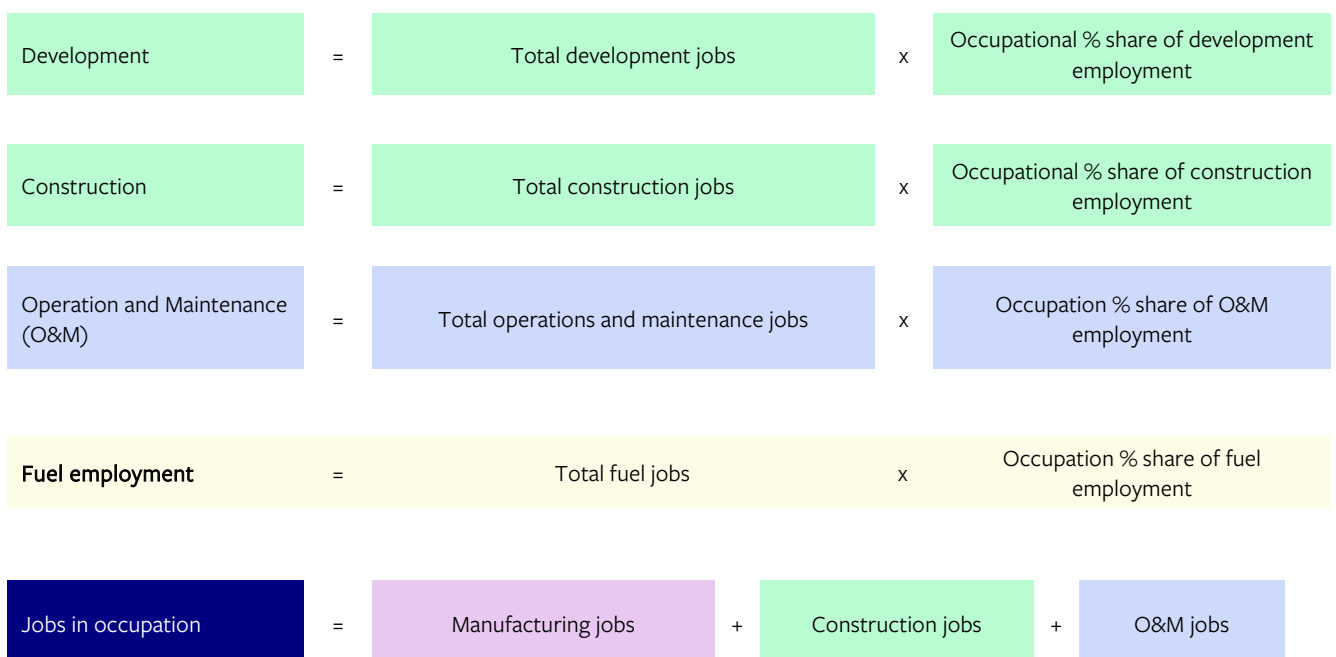 Development = Total development jobs x Occupational % share of development
employment
Construction = Total construction jobs x Occupational % share of construction
employment
Operation and Maintenance
(O&M) = Total operations and maintenance jobs x Occupation % share of O&M
employment
Fuel employment = Total fuel jobs x Occupation % share of fuel
employment
Jobs in occupation = Manufacturing jobs + Construction jobs + O&M jobs